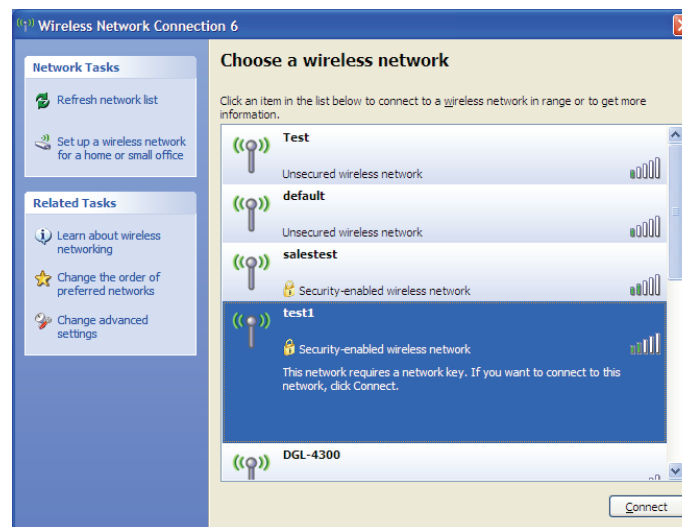 Wireless Network Connection 6
Network Tasks
Refresh network list
Set up a wireless network
for a home or small office
Related Tasks
Learn about wireless
networking
Change the order of
preferred networks
Change advanced
settings
Choose a wireless network
Click an item in the list below to connect to a wireless network in range or to get more
information.
Test
Unsecured wireless network
default
Unsecured wireless network
salestest
Security-enabled wireless network
test1
Security-enabled wireless network
This network requires a network key. If you want to connect to this
network, click Connect.
DGL-4300
Connect